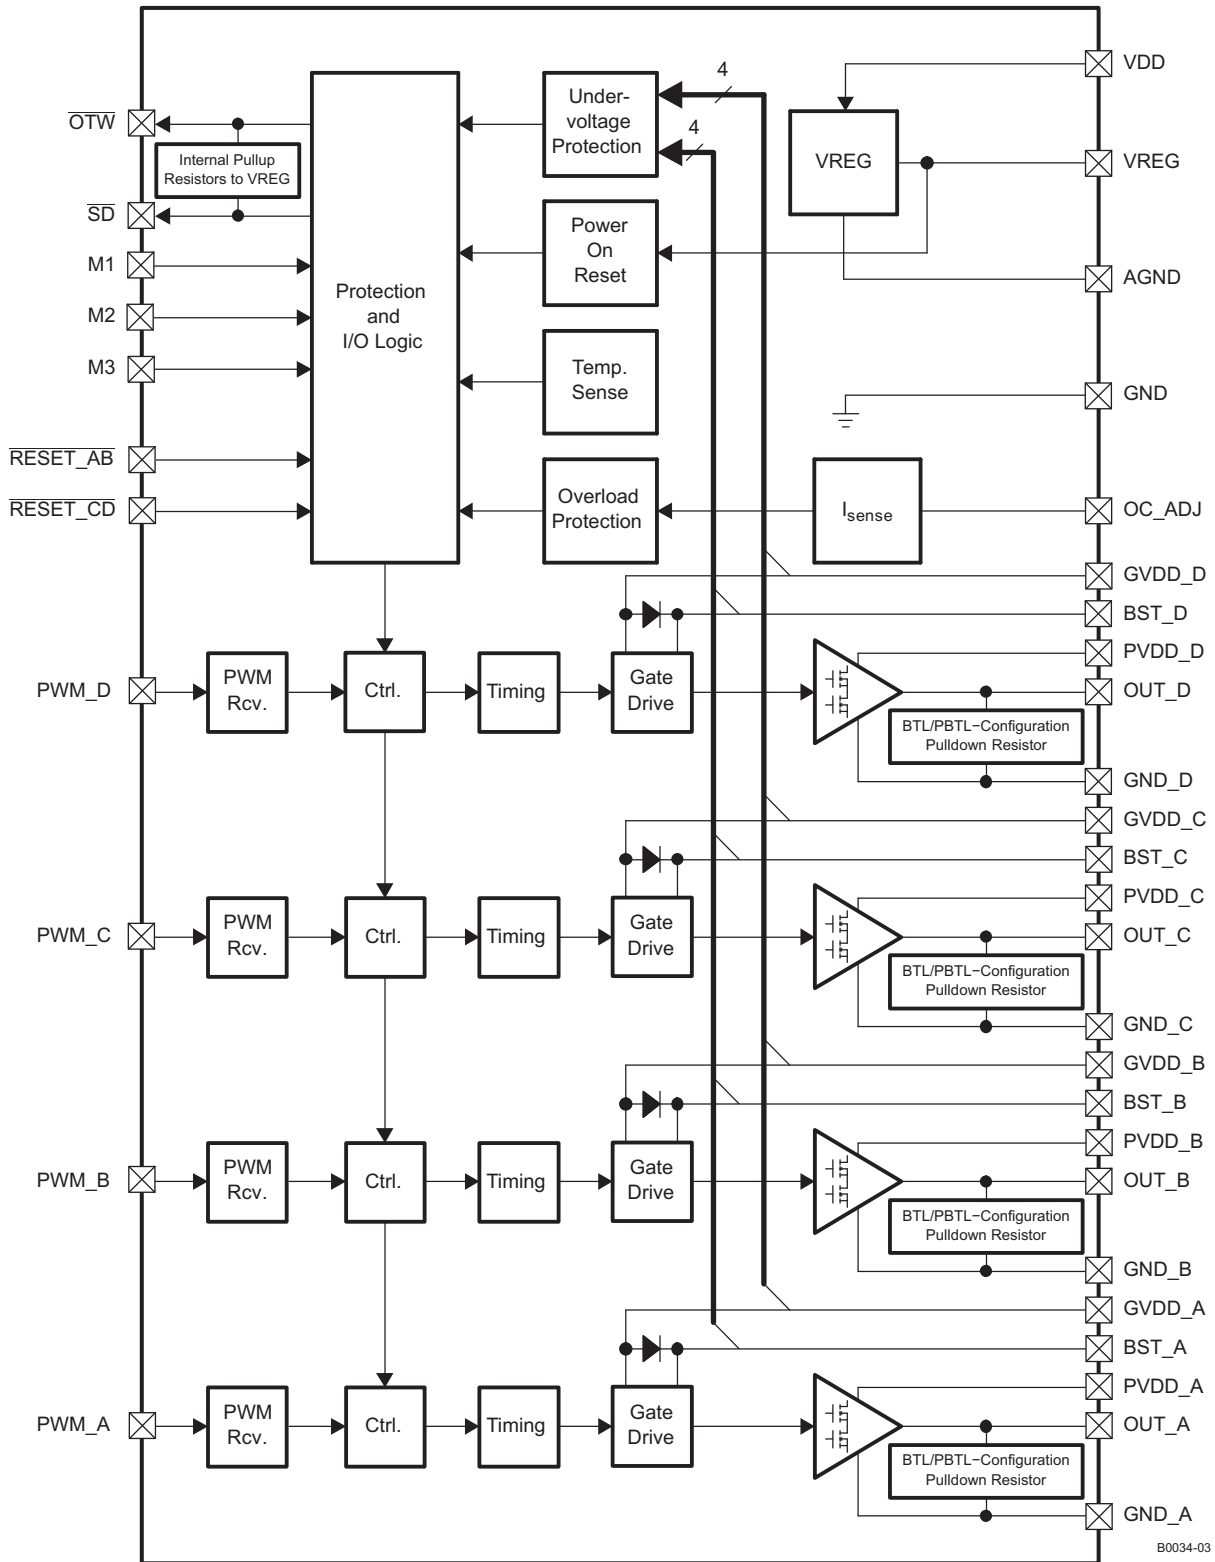 4
VDD
OTW
Under-
voltage
Protection
4
Internal Pullup
Resistors to VREG
VREG
VREG
SD
Power
On
Reset
M1
AGND
Protection
and
I/O Logic
M2
M3
Temp.
Sense
GND
RESET_AB
RESET_CD
Overload
Protection
Isense
OC_ADJ
GVDD_D
BST_D
PVDD_D
PWM_D
PWM
Rcv.
Ctrl.
Timing
Gate
Drive
OUT_D
BTL/PBTL−Configuration
Pulldown Resistor
GND_D
GVDD_C
BST_C
PVDD_C
PWM_C
PWM
Rcv.
Ctrl.
Timing
Gate
Drive
OUT_C
BTL/PBTL−Configuration
Pulldown Resistor
GND_C
GVDD_B
BST_B
PVDD_B
PWM_B
PWM
Rcv.
Ctrl.
Timing
Gate
Drive
OUT_B
BTL/PBTL−Configuration
Pulldown Resistor
GND_B
GVDD_A
BST_A
PVDD_A
PWM_A
PWM
Rcv.
Ctrl.
Timing
Gate
Drive
OUT_A
BTL/PBTL−Configuration
Pulldown Resistor
GND_A
B0034-03